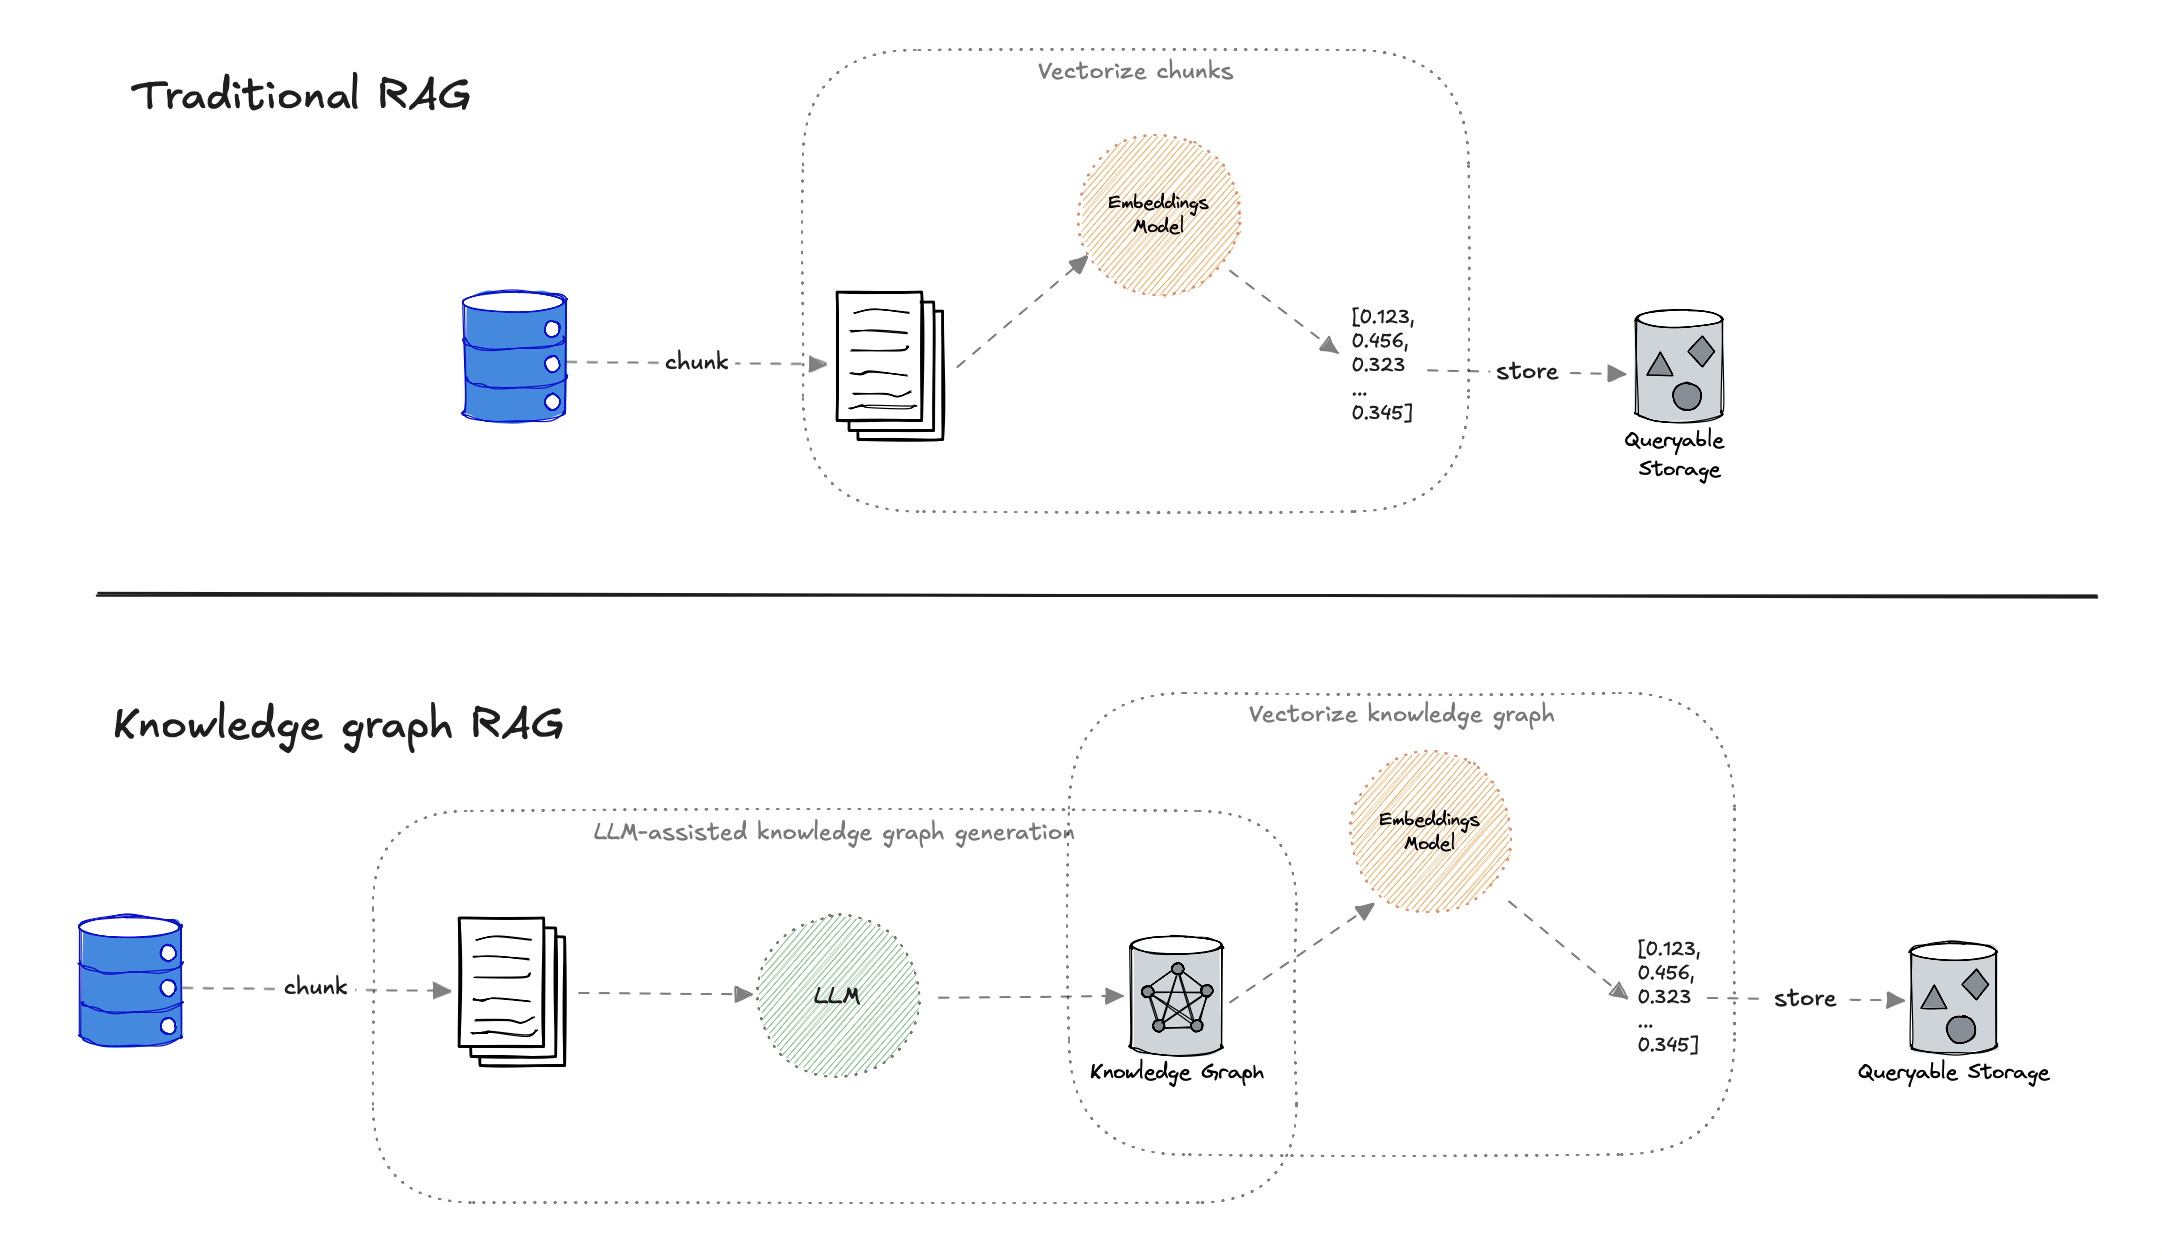 Traditional RAG
Vectorize chunks
Embeddings
Model
chunk
[0.123,
0.456,
0.323
...
0.345]
store
Queryable
Storage
Knowledge graph RAG
Vectorize knowledge graph
LLM-assisted knowledge graph generation
Embeddings
Model
chunk
LLM
Knowledge Graph
[0.123,
0.456,
0.323
...
0.345]
store
Queryable Storage